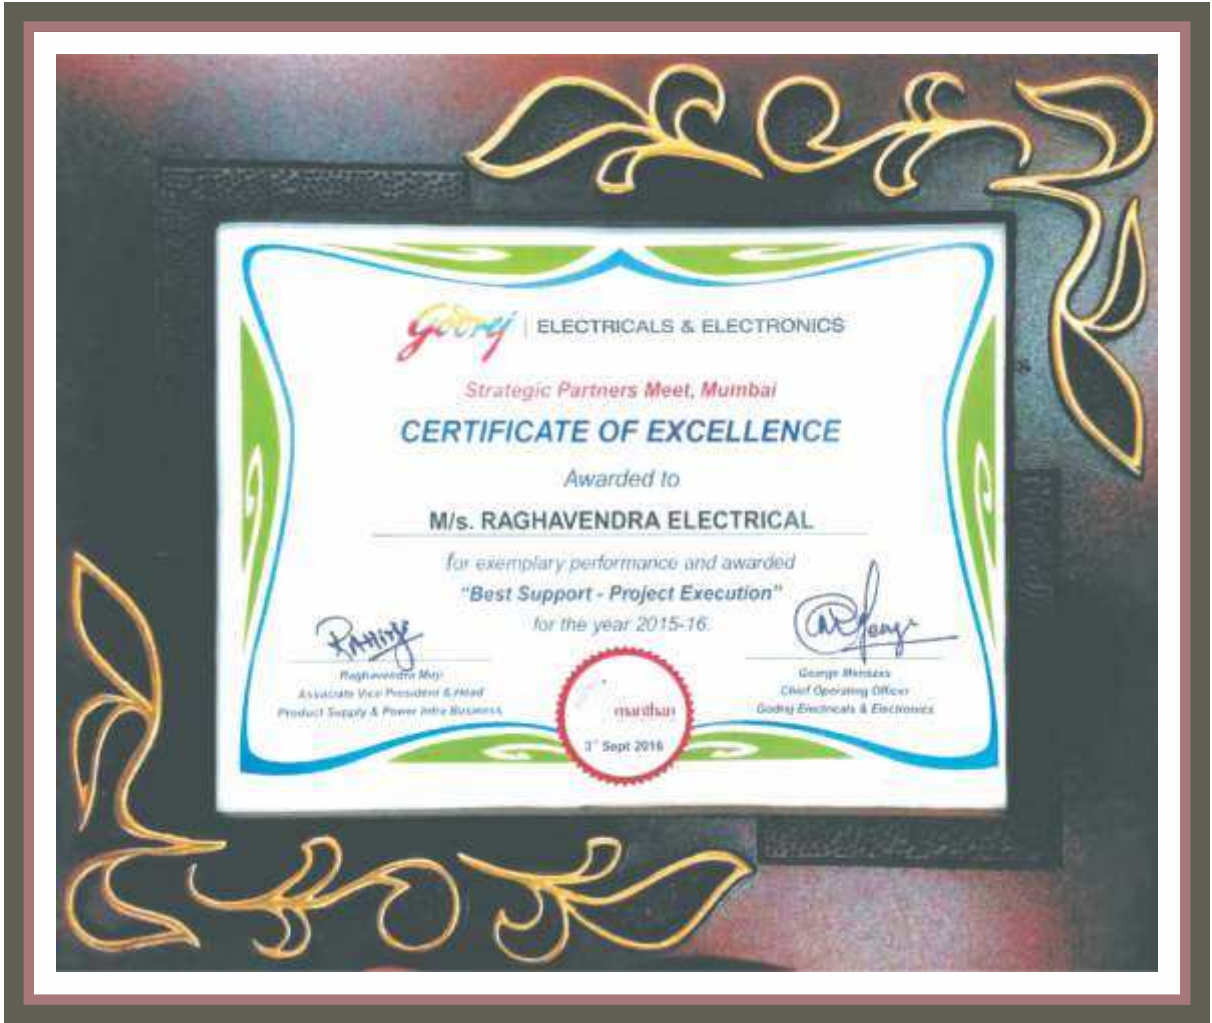 Godrej | ELECTRICALS & ELECTRONICS
Strategic Partners Meet, Mumbai
CERTIFICATE OF EXCELLENCE
Awarded to
M/s. RAGHAVENDRA ELECTRICAL
for exemplary performance and awarded
"Best Support - Project Execution"
for the year 2015-16.
Raghavendra
Associate Vice President & Head
Product Supply & Power Infra Business
George Menezes
Chief Operating Officer
Godrej Electricals & Electronics
manthan
3rd Sept 2016